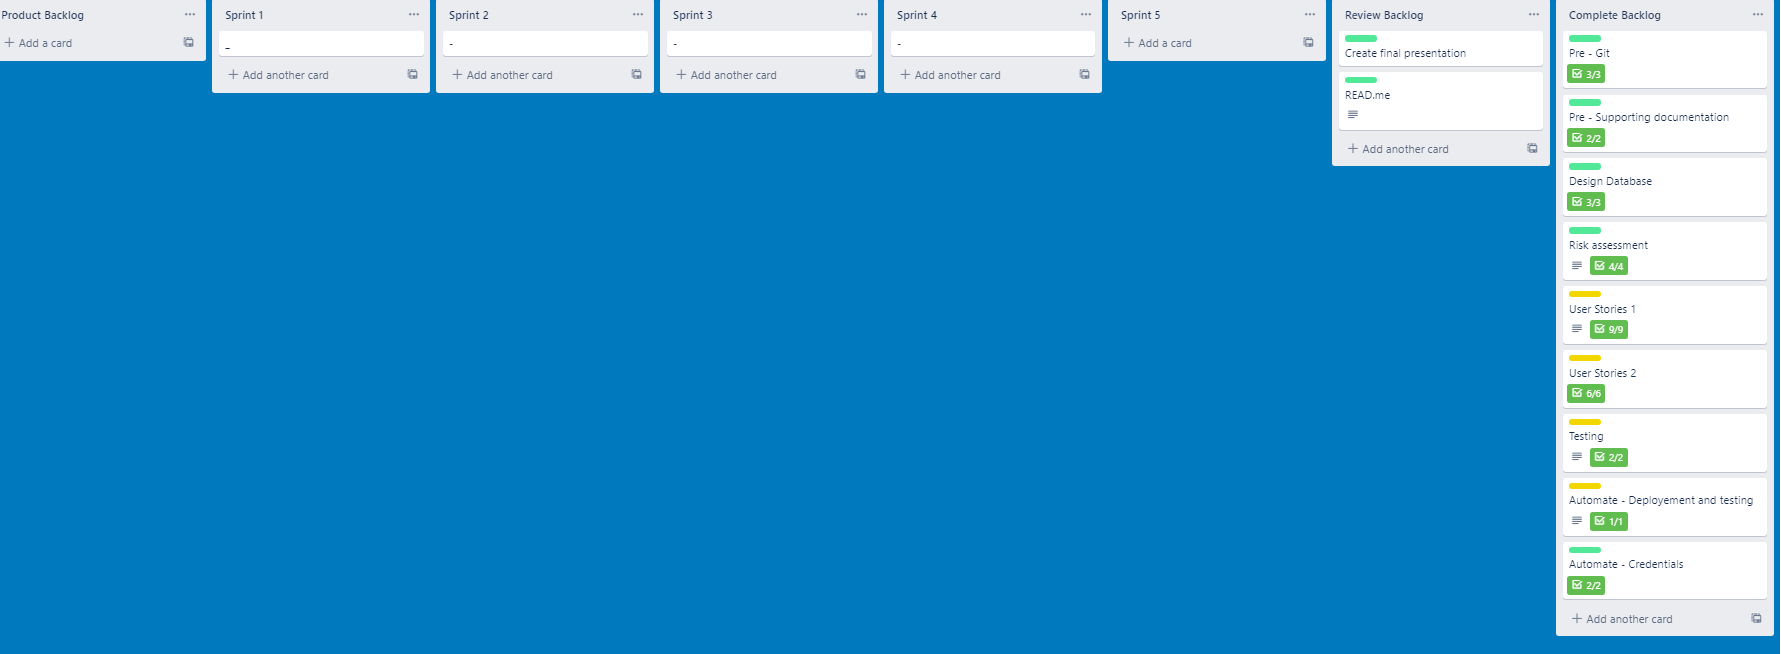 Product Backlog
Add a card
Sprint 1
_
Add another card
Sprint 2
-
Add another card
Sprint 3
-
Add another card
Sprint 4
-
Add another card
Sprint 5
Add a card
Review Backlog
Create final presentation
READ.me
Add another card
Complete Backlog
Pre - Git
3/3
Pre - Supporting documentation
2/2
Design Database
3/3
Risk assessment
4/4
User Stories 1
9/9
User Stories 2
6/6
Testing
2/2
Automate - Deployement and testing
1/1
Automate - Credentials
2/2
Add another card